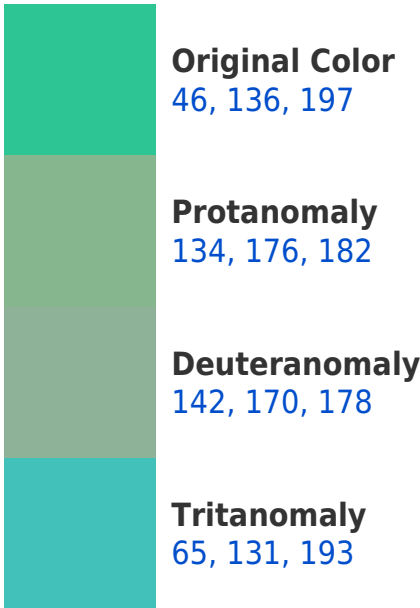 Original Color
46, 136, 197
Protanomaly
134, 176, 182
Deuteranomaly
142, 170, 178
Tritanomaly
65, 131, 193